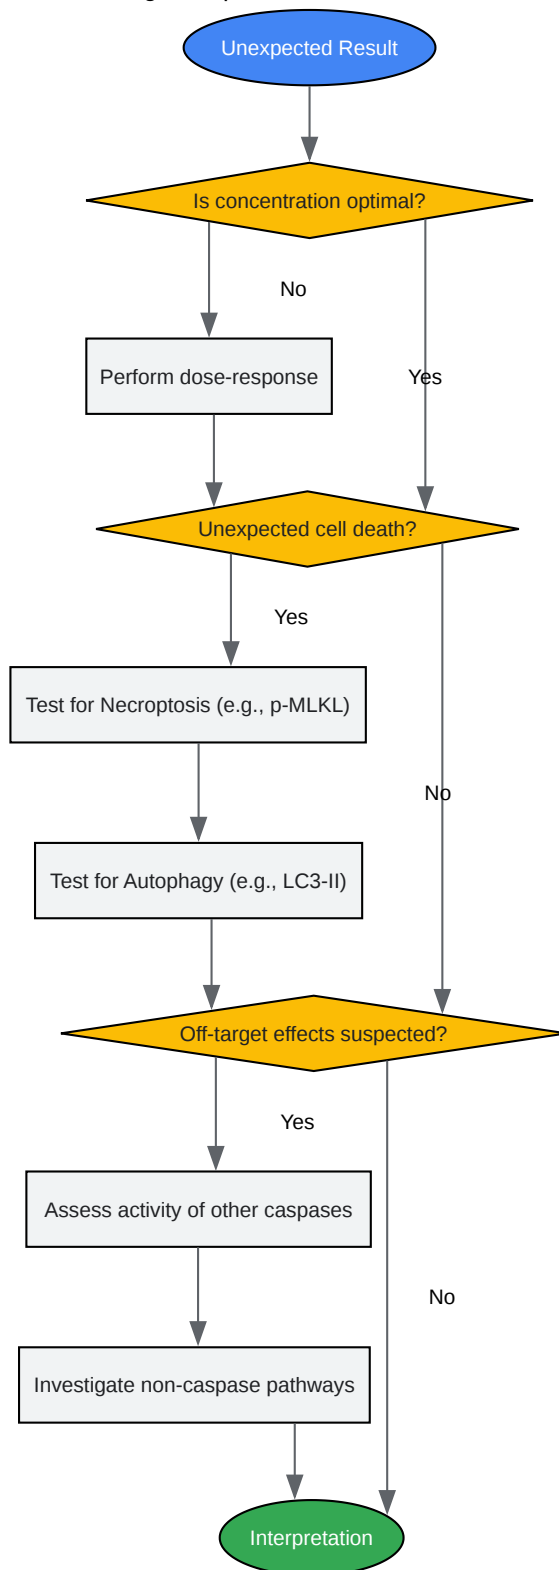 Unexpected Result
Is concentration optimal?
No
Perform dose-response
Yes
Unexpected cell death?
Yes
Test for Necroptosis (e.g., p-MLKL)
No
Test for Autophagy (e.g., LC3-II)
Off-target effects suspected?
Yes
Assess activity of other caspases
No
Investigate non-caspase pathways
Interpretation